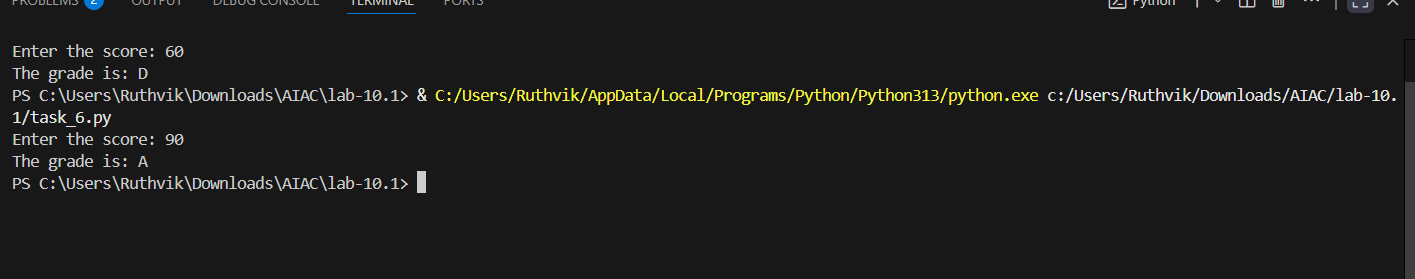 PROBLEMS 2 OUTPUT DEBUG CONSOLE TERMINAL PORTS Python
Enter the score: 60
The grade is: D
PS C:\Users\Ruthvik\Downloads\AIAC\lab-10.1> & C:/Users/Ruthvik/AppData/Local/Programs/Python/Python313/python.exe c:/Users/Ruthvik/Downloads/AIAC/lab-10.
1/task_6.py
Enter the score: 90
The grade is: A
PS C:\Users\Ruthvik\Downloads\AIAC\lab-10.1>